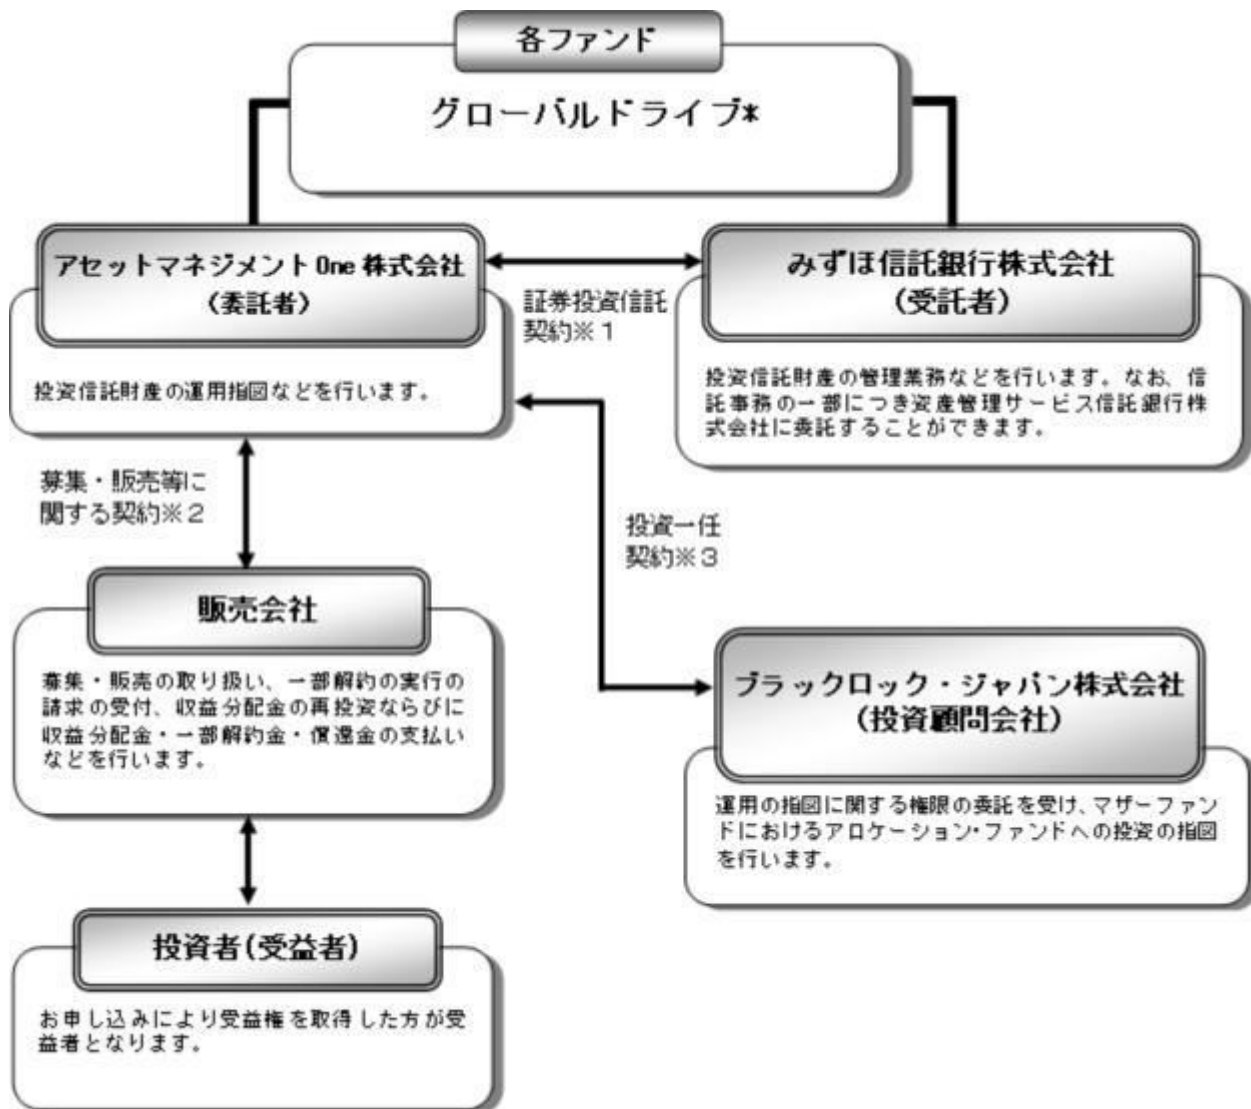 各ファンド
グローバルドライブ*
アセットマネジメントOne株式会社
(委託者)
投資信託財産の運用指図などを行います。
証券投資信託
契約※1
みずほ信託銀行株式会社
(受託者)
投資信託財産の管理業務などを行います。なお、信
託事務の一部につき資産管理サービス信託銀行株
式会社に委託することができます。
募集・販売等に
関する契約※2
投資一任
契約※3
販売会社
募集・販売の取り扱い、一部解約の実行の
請求の受付、収益分配金の再投資ならびに
収益分配金・一部解約金・償還金の支払い
などを行います。
ブラックロック・ジャパン株式会社
(投資顧問会社)
運用の指図に関する権限の委託を受け、マザーファン
ドにおけるアロケーション・ファンドへの投資の指図
を行います。
投資者(受益者)
お申し込みにより受益権を取得した方が受
益者となります。